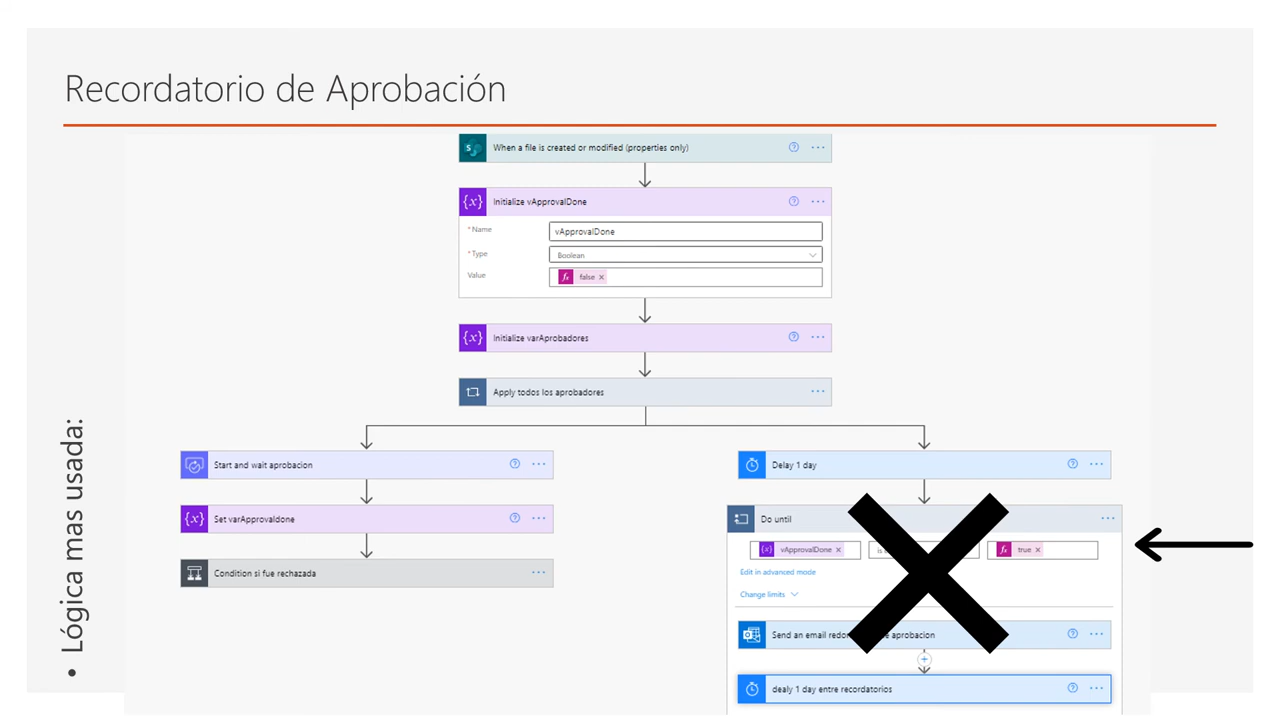 Recordatorio de Aprobación
When a file is created or modified (properties only)
Initialize vApprovalDone
* Name
vApprovalDone
* Type
Boolean
Value
false
Initialize varAprobadores
Apply todos los aprobadores
Start and wait aprobacion
Set varApprovaldone
Condition si fue rechazada
Delay 1 day
Do until
vApprovalDone
true
Edit in advanced mode
Change limits
Send an email aprobacion
dealy 1 day entre recordatorios
• Lógica mas usada: